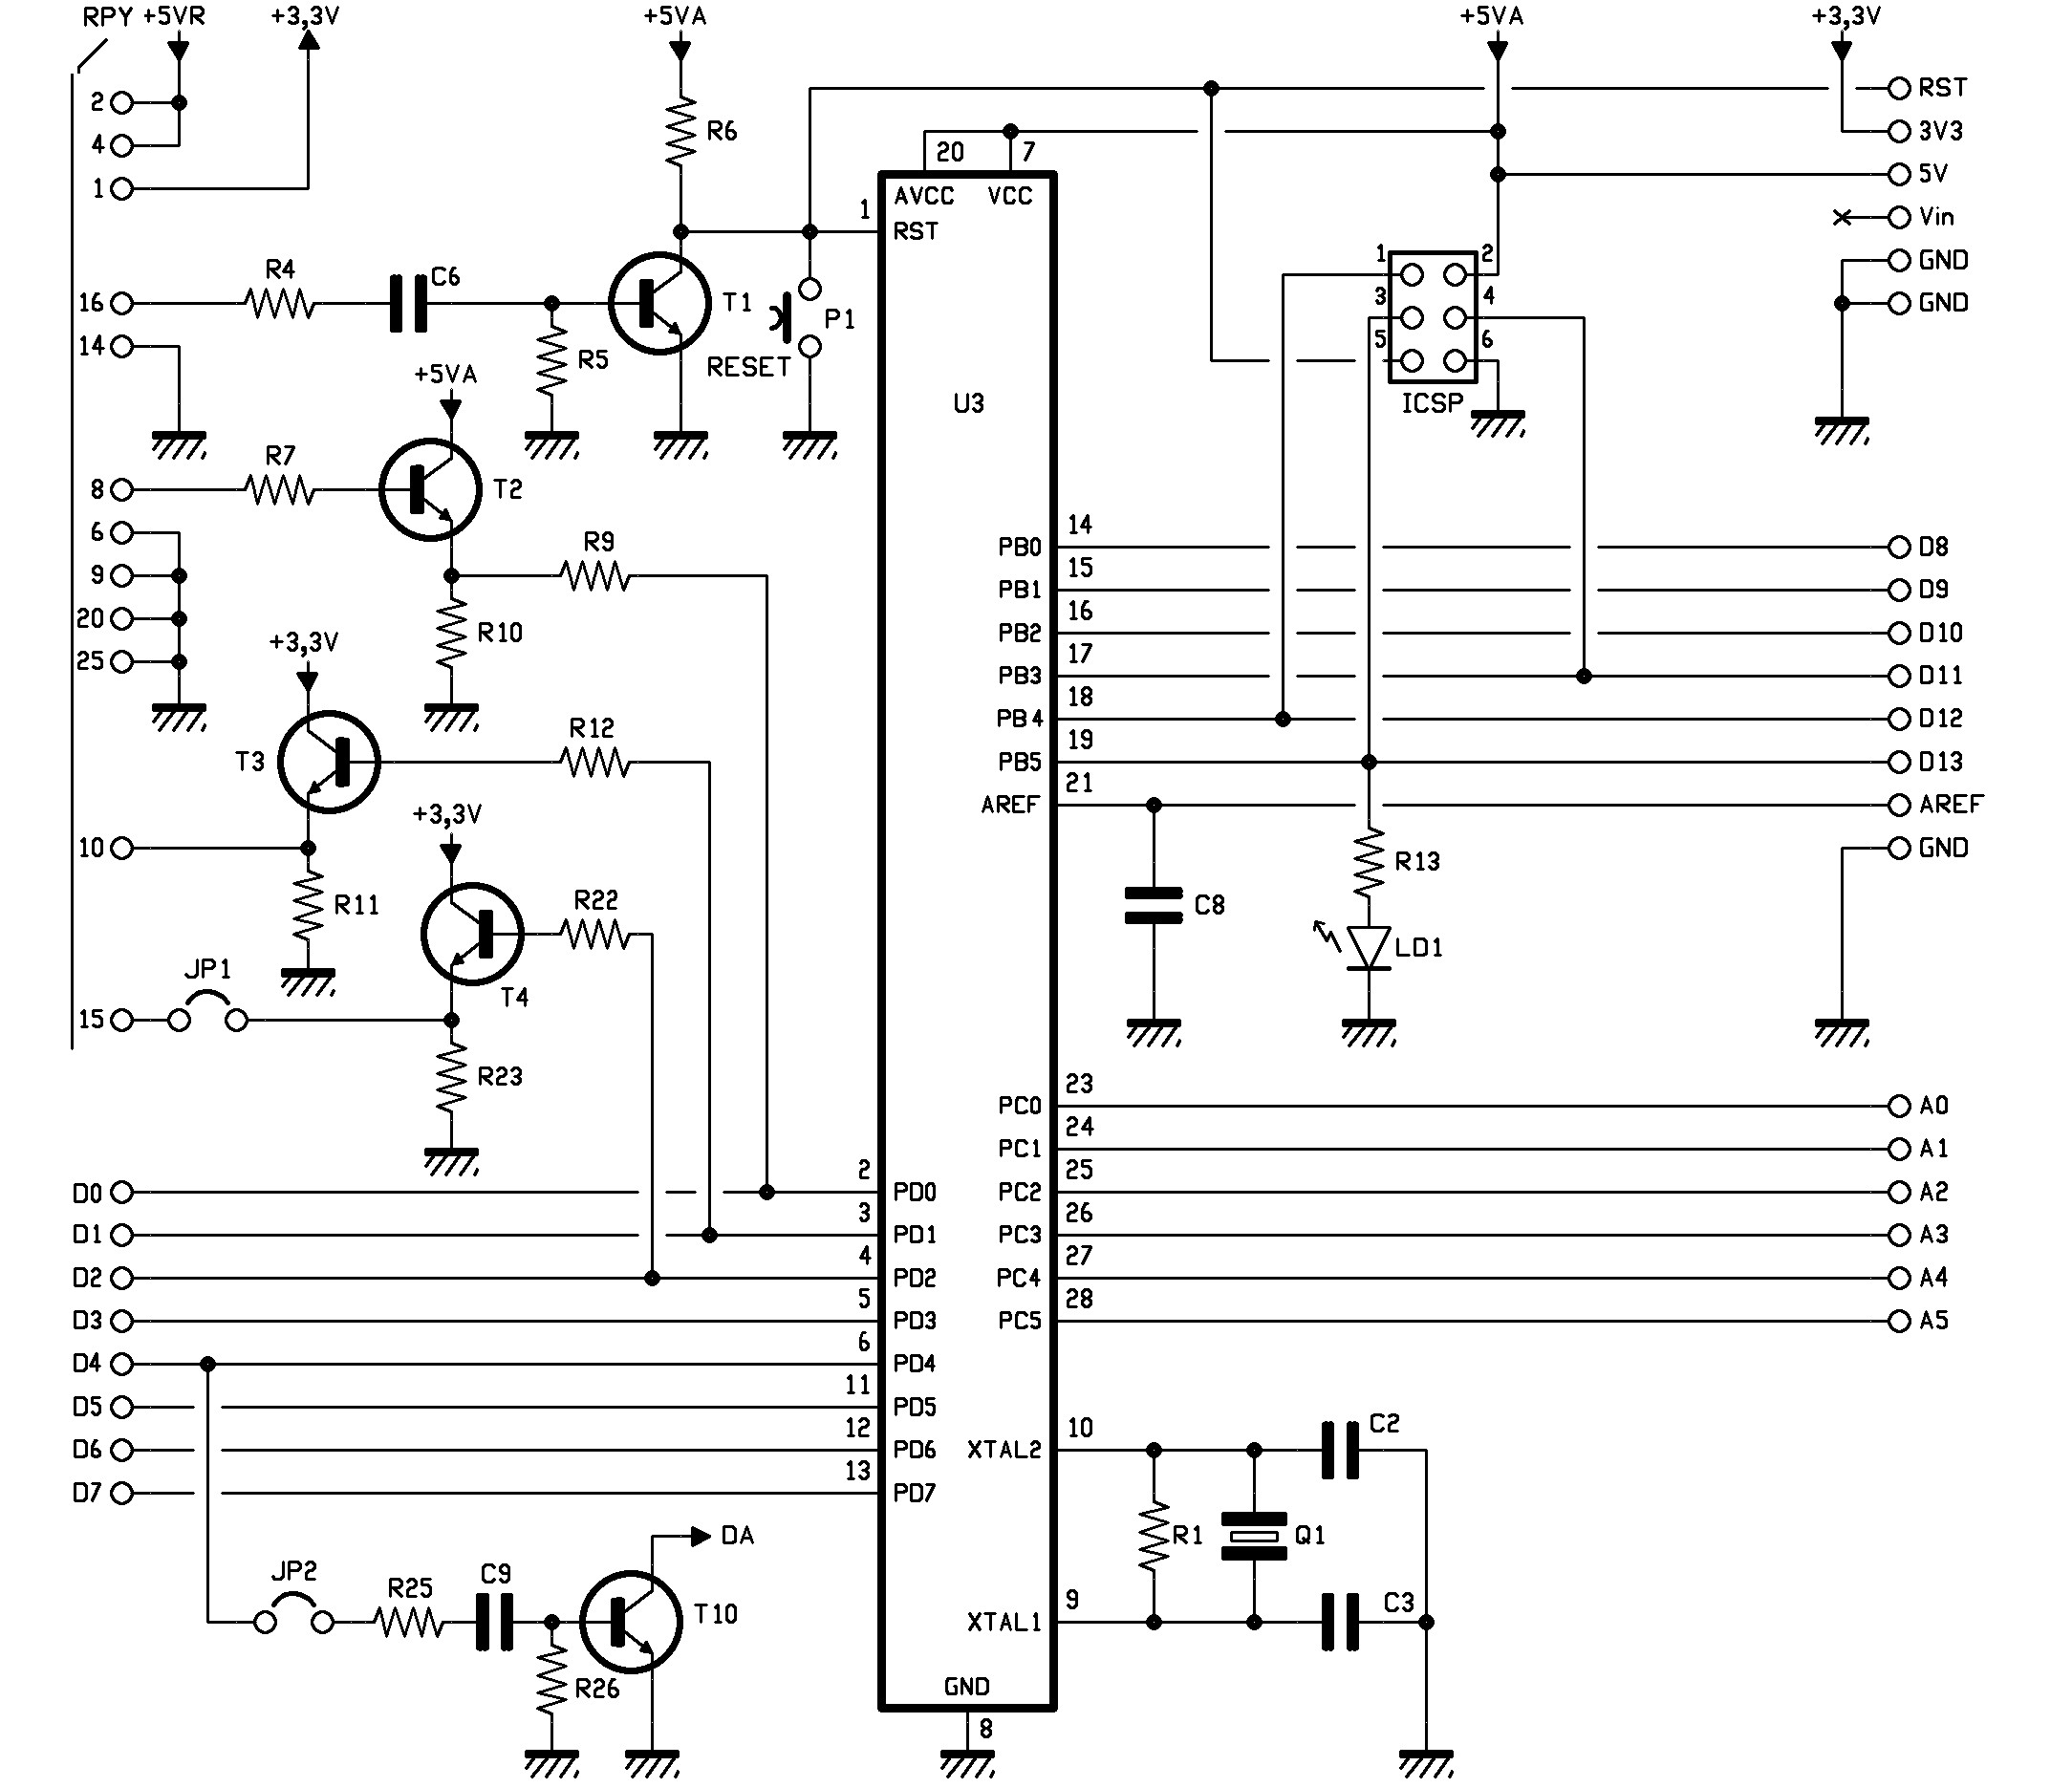 RPY +5VR +3,3V +5VA +5VA +3,3V
2 R6 RST
4 20 7 3V3
1 AVCC VCC 5V
1 RST Vin
R4 C6 1 2 GND
16 T1 P1 3 4 GND
14 R5 RESET 5 6
+5VA U3 ICSP
R7
8 T2
6 R9 14 PB0 D8
9 15 PB1 D9
20 R10 16 PB2 D10
25 +3,3V 17 PB3 D11
R12 18 PB4 D12
T3 19 PB5 D13
+3,3V 21 AREF AREF
10 R13 GND
R11 R22 C8
JP1 T4 LD1
15
R23 23 PC0 A0
24 PC1 A1
D0 2 PD0 25 PC2 A2
D1 3 PD1 26 PC3 A3
D2 4 PD2 27 PC4 A4
D3 5 PD3 28 PC5 A5
D4 6 PD4
D5 11 PD5
D6 12 PD6 10 XTAL2 C2
D7 13 PD7
DA R1 Q1
JP2 R25 C9 T10 9 XTAL1 C3
R26 GND
8